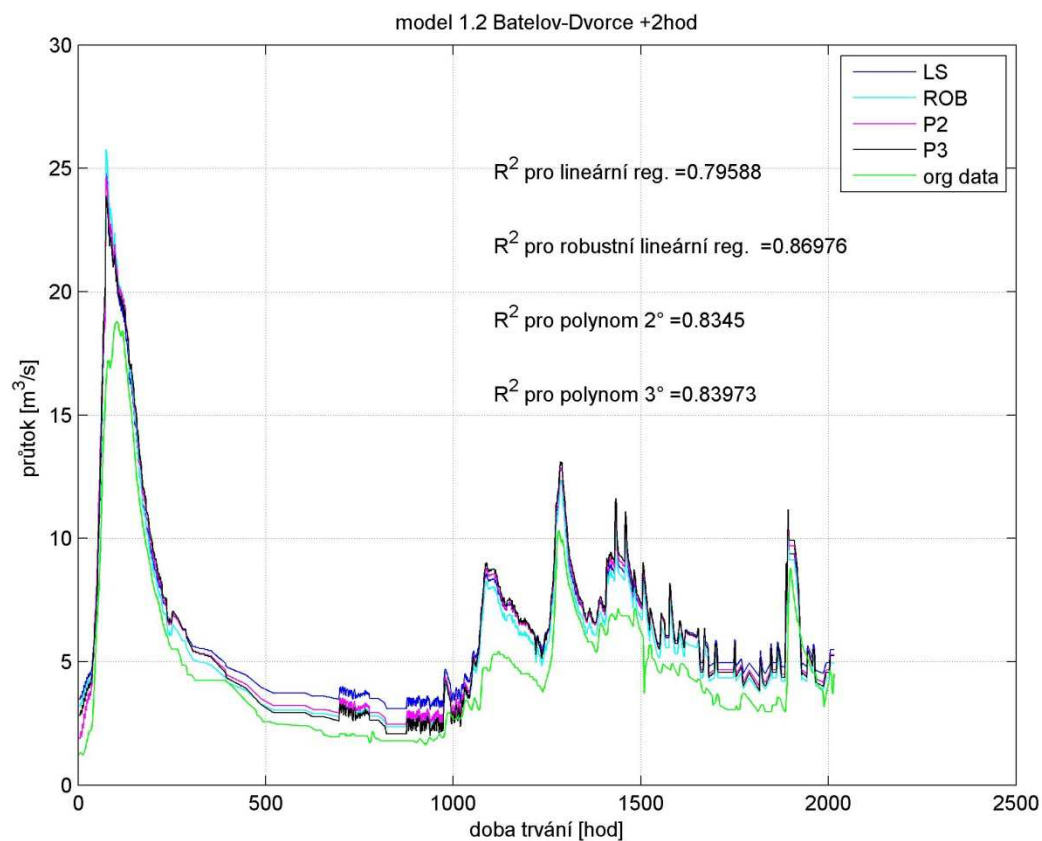 model 1.2 Batelov-Dvorce +2hod
30
25
20
15
10
5
0
průtok [m³/s]
LS
ROB
P2
P3
org data
R² pro lineární reg. =0.79588
R² pro robustní lineární reg.  =0.86976
R² pro polynom 2° =0.8345
R² pro polynom 3° =0.83973
0 500 1000 1500 2000 2500
doba trvání [hod]